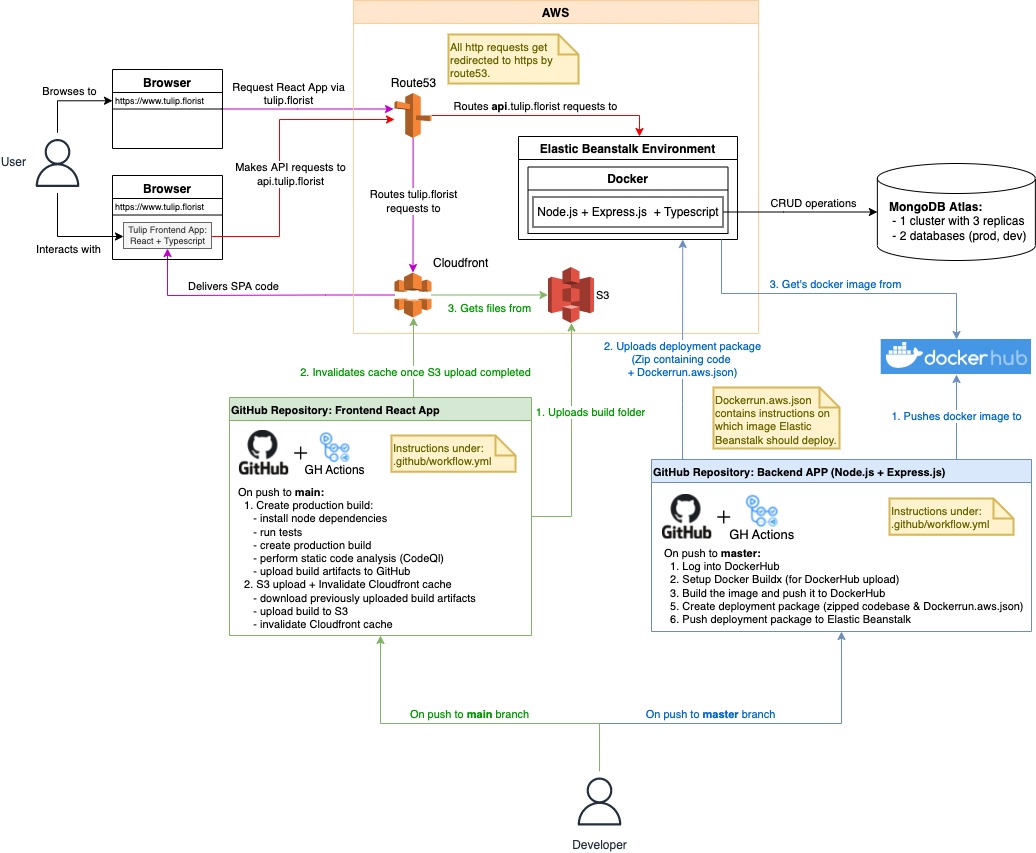 AWS
All http requests get
redirected to https by
route53.
Route53
Browser
https://www.tulip.florist
Browses to
Request React App via
tulip.florist
Routes api.tulip.florist requests to
User
Makes API requests to
api.tulip.florist
Elastic Beanstalk Environment
Docker
Node.js + Express.js + Typescript
CRUD operations
MongoDB Atlas:
- 1 cluster with 3 replicas
- 2 databases (prod, dev)
Browser
https://www.tulip.florist
Tulip Frontend App:
React + Typescript
Interacts with
Routes tulip.florist
requests to
Cloudfront
Delivers SPA code
3. Gets files from
S3
3. Get's docker image from
2. Uploads deployment package
(Zip containing code
+ Dockerrun.aws.json)
dockerhub
2. Invalidates cache once S3 upload completed
1. Uploads build folder
Dockerrun.aws.json
contains instructions on
which image Elastic
Beanstalk should deploy.
1. Pushes docker image to
GitHub Repository: Frontend React App
GitHub
+
GH Actions
Instructions under:
.github/workflow.yml
On push to main:
1. Create production build:
- install node dependencies
- run tests
- create production build
- perform static code analysis (CodeQl)
- upload build artifacts to GitHub
2. S3 upload + Invalidate Cloudfront cache
- download previously uploaded build artifacts
- upload build to S3
- invalidate Cloudfront cache
GitHub Repository: Backend APP (Node.js + Express.js)
GitHub
+
GH Actions
Instructions under:
.github/workflow.yml
On push to master:
1. Log into DockerHub
2. Setup Docker Buildx (for DockerHub upload)
3. Build the image and push it to DockerHub
5. Create deployment package (zipped codebase & Dockerrun.aws.json)
6. Push deployment package to Elastic Beanstalk
On push to main branch
On push to master branch
Developer